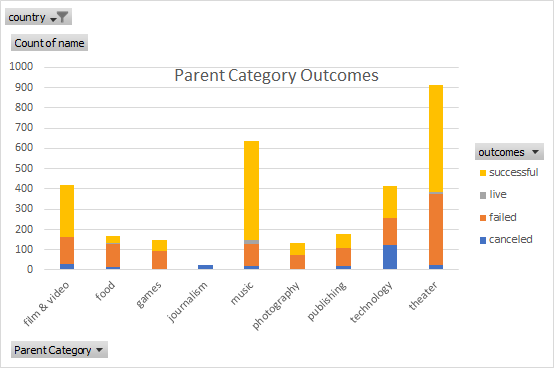 country
Count of name
Parent Category Outcomes
1000
900
800
700
600
500
400
300
200
100
0
film & video
food
games
journalism
music
photography
publishing
technology
theater
outcomes
successful
live
failed
canceled
Parent Category